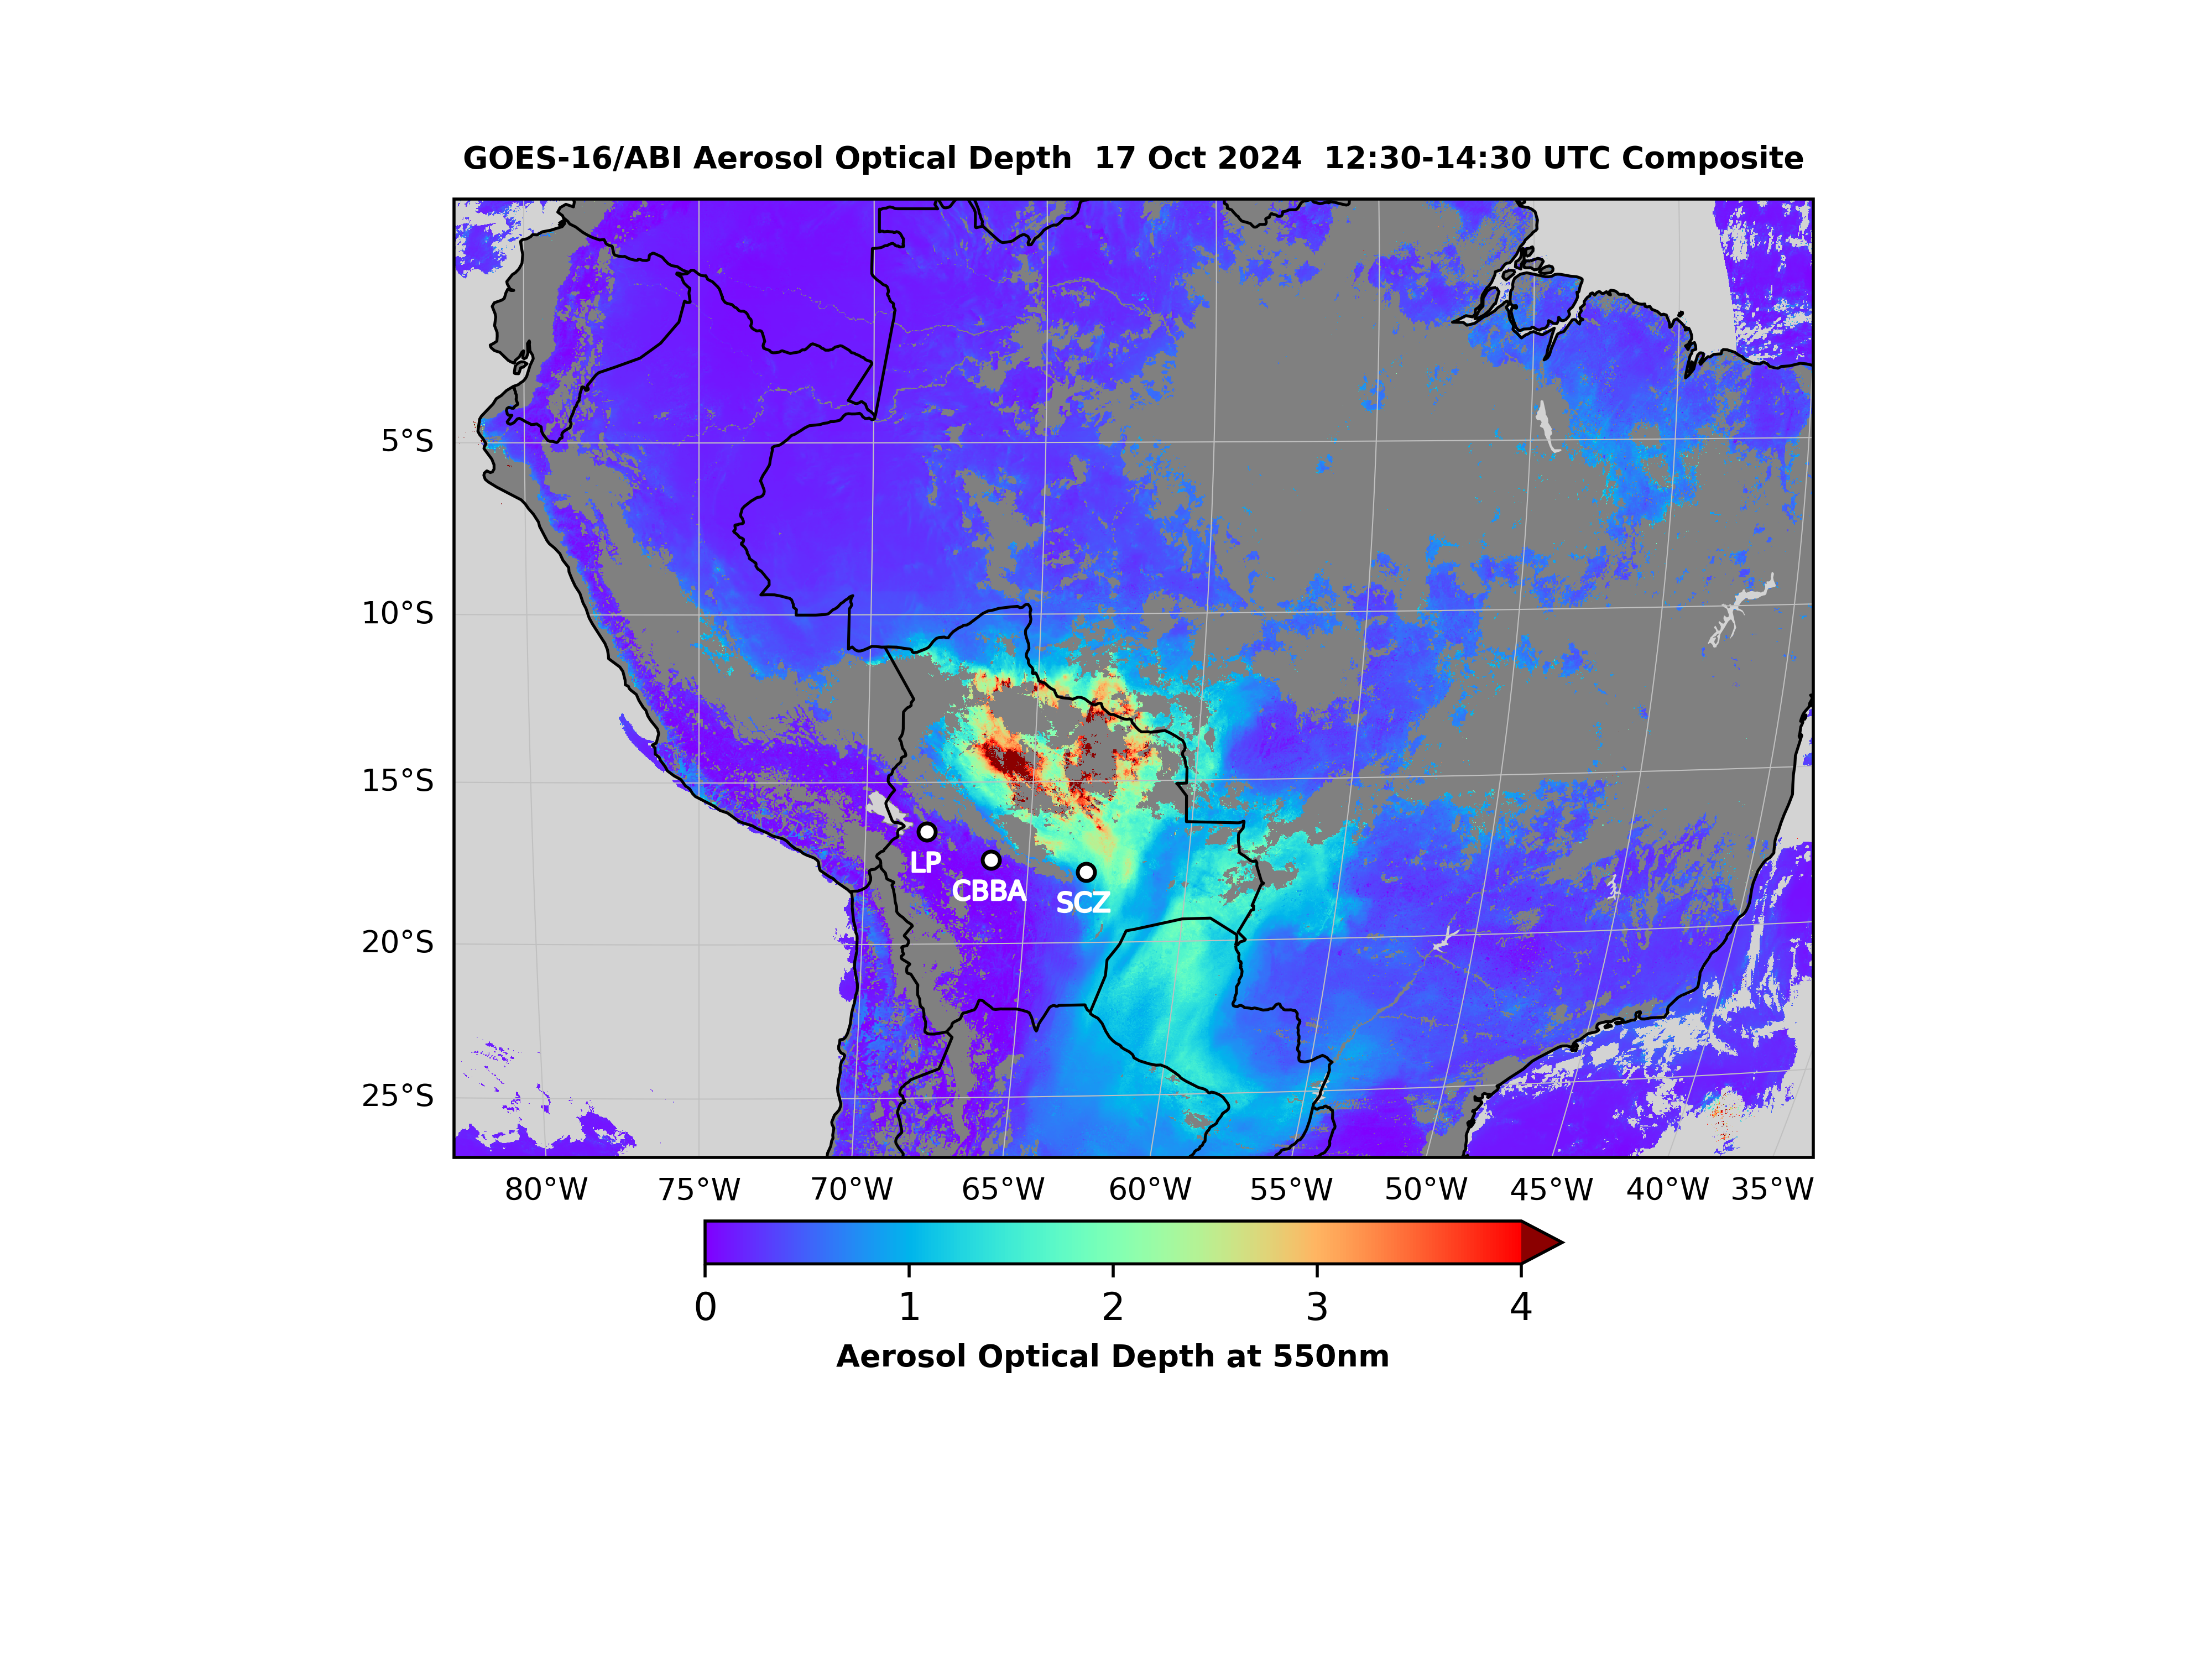 GOES-16/ABI Aerosol Optical Depth  17 Oct 2024  12:30-14:30 UTC Composite
5°S
10°S
15°S
LP
CBBA
SCZ
20°S
25°S
80°W 75°W 70°W 65°W 60°W 55°W 50°W 45°W 40°W 35°W
0 1 2 3 4
Aerosol Optical Depth at 550nm